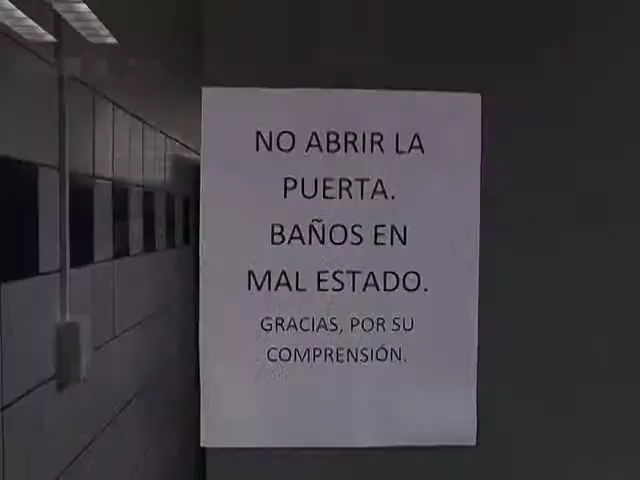 NO ABRIR LA
PUERTA.
BAÑOS EN
MAL ESTADO.
GRACIAS, POR SU
COMPRENSIÓN.